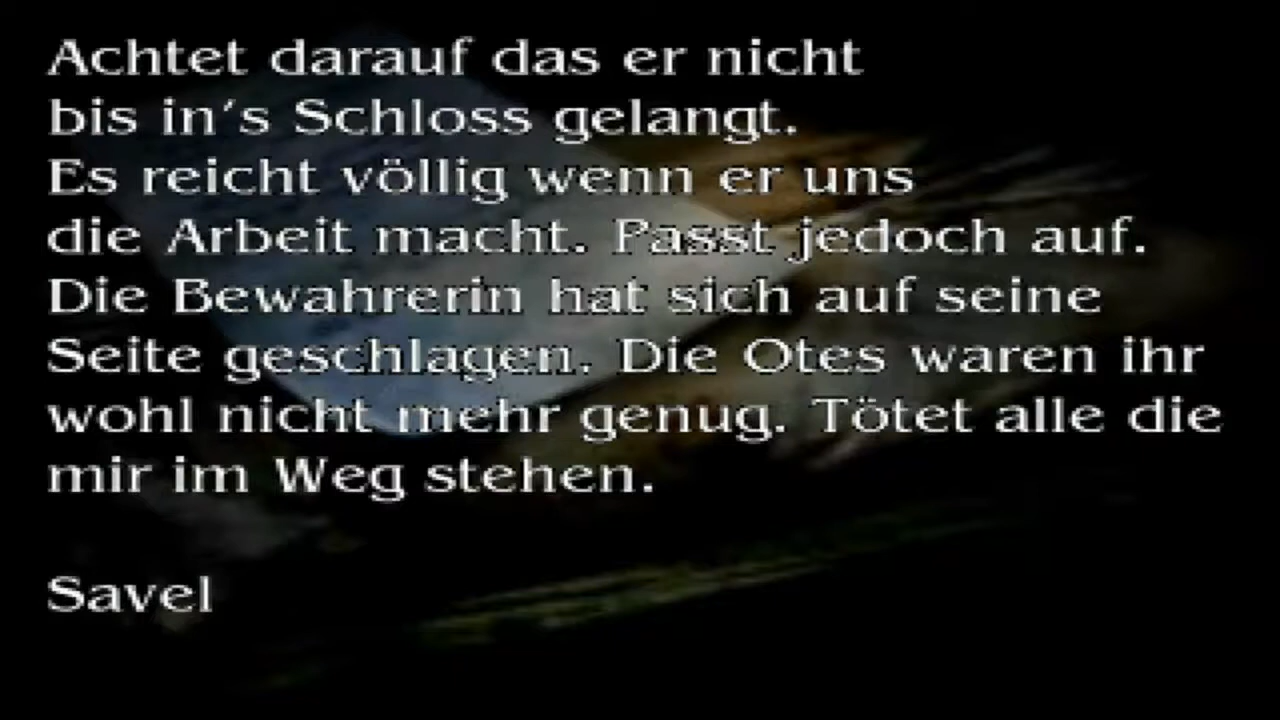 Achtet darauf das er nicht
bis in's Schloss gelangt.
Es reicht völlig wenn er uns
die Arbeit macht. Passt jedoch auf.
Die Bewahrerin hat sich auf seine
Seite geschlagen. Die Otes waren ihr
wohl nicht mehr genug. Tötet alle die
mir im Weg stehen.
Savel